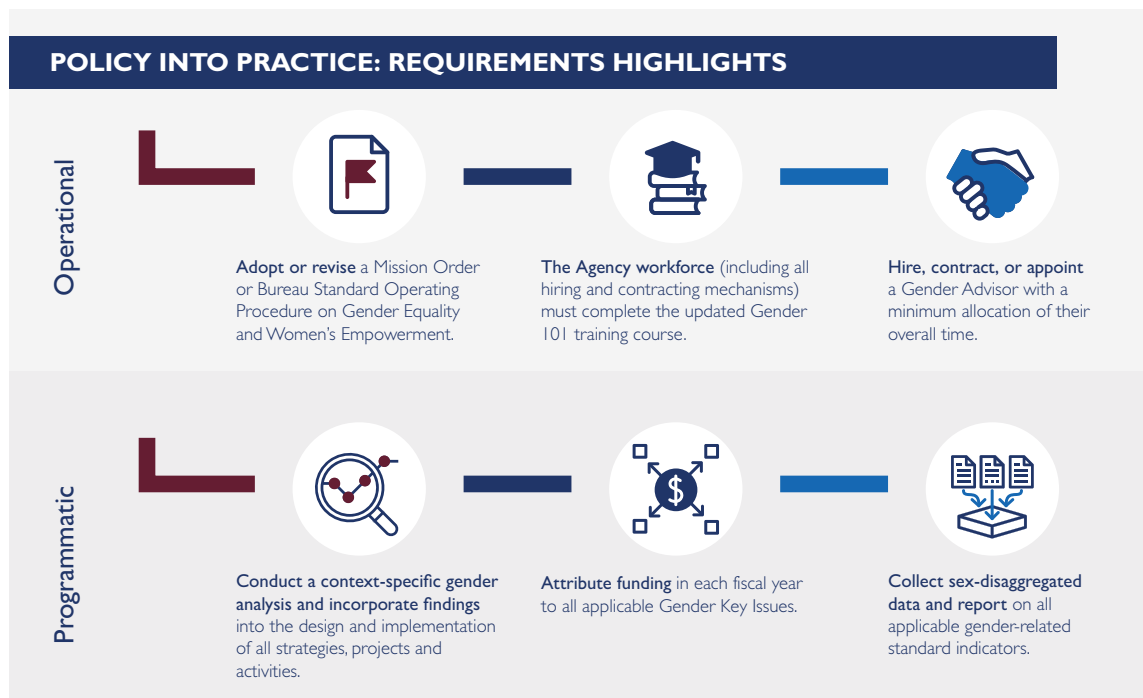 POLICY INTO PRACTICE: REQUIREMENTS HIGHLIGHTS
Operational
Adopt or revise a Mission Order
or Bureau Standard Operating
Procedure on Gender Equality
and Women's Empowerment.
The Agency workforce (including all
hiring and contracting mechanisms)
must complete the updated Gender
101 training course.
Hire, contract, or appoint
a Gender Advisor with a
minimum allocation of their
overall time.
Programmatic
Conduct a context-specific gender
analysis and incorporate findings
into the design and implementation
of all strategies, projects and
activities.
$
Attribute funding in each fiscal year
to all applicable Gender Key Issues.
Collect sex-disaggregated
data and report on all
applicable gender-related
standard indicators.